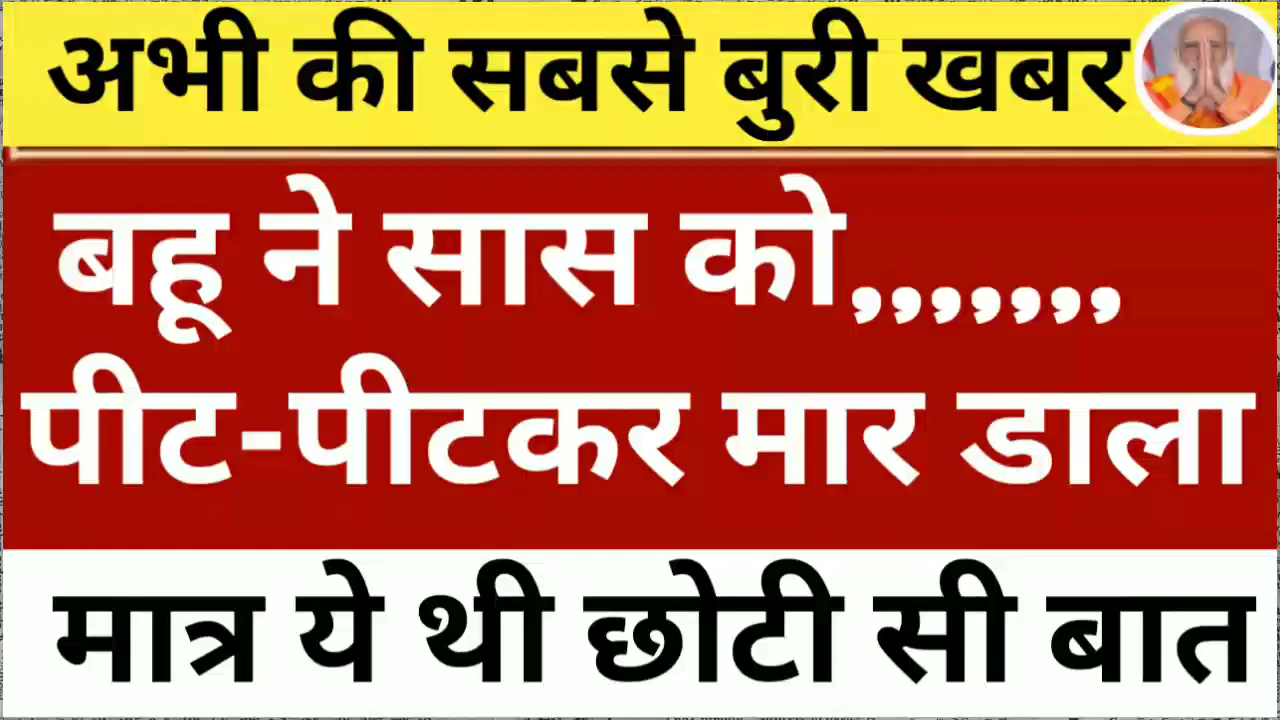 अभी की सबसे बुरी खबर
बहू ने सास को,,,,,,,
पीट-पीटकर मार डाला
मात्र ये थी छोटी सी बात